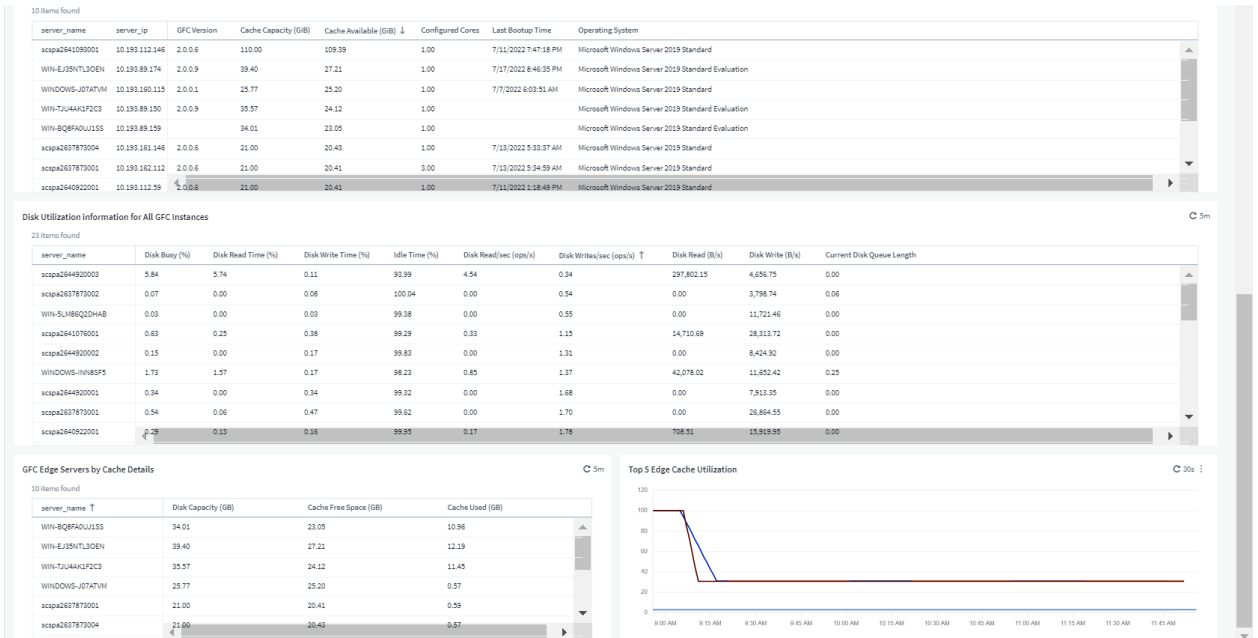 10 items found
server_name server_ip GFC Version Cache Capacity (GiB) Cache Available (GiB) ↓ Configured Cores Last Bootup Time Operating System
scspa2641093001 10.193.112.146 2.0.0.6 110.00 109.39 1.00 7/11/2022 7:47:18 PM Microsoft Windows Server 2019 Standard
WIN-EJ35NTL3OEN 10.193.89.174 2.0.0.9 39.40 27.21 1.00 7/17/2022 8:46:35 PM Microsoft Windows Server 2019 Standard Evaluation
WINDOWS-J07ATVM 10.193.160.115 2.0.0.1 25.77 25.20 1.00 7/7/2022 6:03:51 AM Microsoft Windows Server 2019 Standard
WIN-TJU4AK1F2C3 10.193.89.150 2.0.0.9 35.57 24.12 1.00 Microsoft Windows Server 2019 Standard Evaluation
WIN-BQ8FA0UJ1SS 10.193.89.159 34.01 23.05 1.00 Microsoft Windows Server 2019 Standard Evaluation
scspa2637873004 10.193.161.146 2.0.0.6 21.00 20.43 1.00 7/13/2022 5:33:37 AM Microsoft Windows Server 2019 Standard
scspa2637873001 10.193.162.112 2.0.0.6 21.00 20.41 3.00 7/13/2022 5:34:59 AM Microsoft Windows Server 2019 Standard
scspa2640922001 10.193.112.59 2.0.0.6 21.00 20.41 1.00 7/11/2022 1:18:49 PM Microsoft Windows Server 2019 Standard
Disk Utilization information for All GFC Instances 5m
23 items found
server_name Disk Busy (%) Disk Read Time (%) Disk Write Time (%) Idle Time (%) Disk Read/sec (ops/s) Disk Writes/sec (ops/s) ↑ Disk Read (B/s) Disk Write (B/s) Current Disk Queue Length
scspa2644920003 5.84 5.74 0.11 93.99 4.54 0.34 297,802.15 4,656.75 0.00
scspa2637873002 0.07 0.00 0.08 100.04 0.00 0.54 0.00 3,798.74 0.06
WIN-5LM86Q2DHAB 0.03 0.00 0.03 99.38 0.00 0.55 0.00 11,721.46 0.00
scspa2641076001 0.63 0.25 0.38 99.29 0.33 1.15 14,710.69 28,313.72 0.00
scspa2644920002 0.15 0.00 0.17 99.83 0.00 1.31 0.00 8,424.92 0.00
WINDOWS-INN8SF5 1.73 1.57 0.17 98.23 0.85 1.37 42,078.02 11,652.42 0.25
scspa2644920001 0.34 0.00 0.34 99.32 0.00 1.68 0.00 7,913.35 0.00
scspa2637873001 0.54 0.06 0.47 99.62 0.00 1.70 0.00 26,864.55 0.00
scspa2640922001 0.29 0.13 0.16 99.95 0.17 1.78 708.51 15,919.95 0.00
GFC Edge Servers by Cache Details 5m
10 items found
server_name ↑ Disk Capacity (GB) Cache Free Space (GB) Cache Used (GB)
WIN-BQ8FA0UJ1SS 34.01 23.05 10.96
WIN-EJ35NTL3OEN 39.40 27.21 12.19
WIN-TJU4AK1F2C3 35.57 24.12 11.45
WINDOWS-J07ATVM 25.77 25.20 0.57
scspa2637873001 21.00 20.41 0.59
scspa2637873004 21.00 20.43 0.57
Top 5 Edge Cache Utilization 30s
120
100
80
60
40
20
0
9:00 AM 9:15 AM 9:30 AM 9:45 AM 10:00 AM 10:15 AM 10:30 AM 10:45 AM 11:00 AM 11:15 AM 11:30 AM 11:45 AM